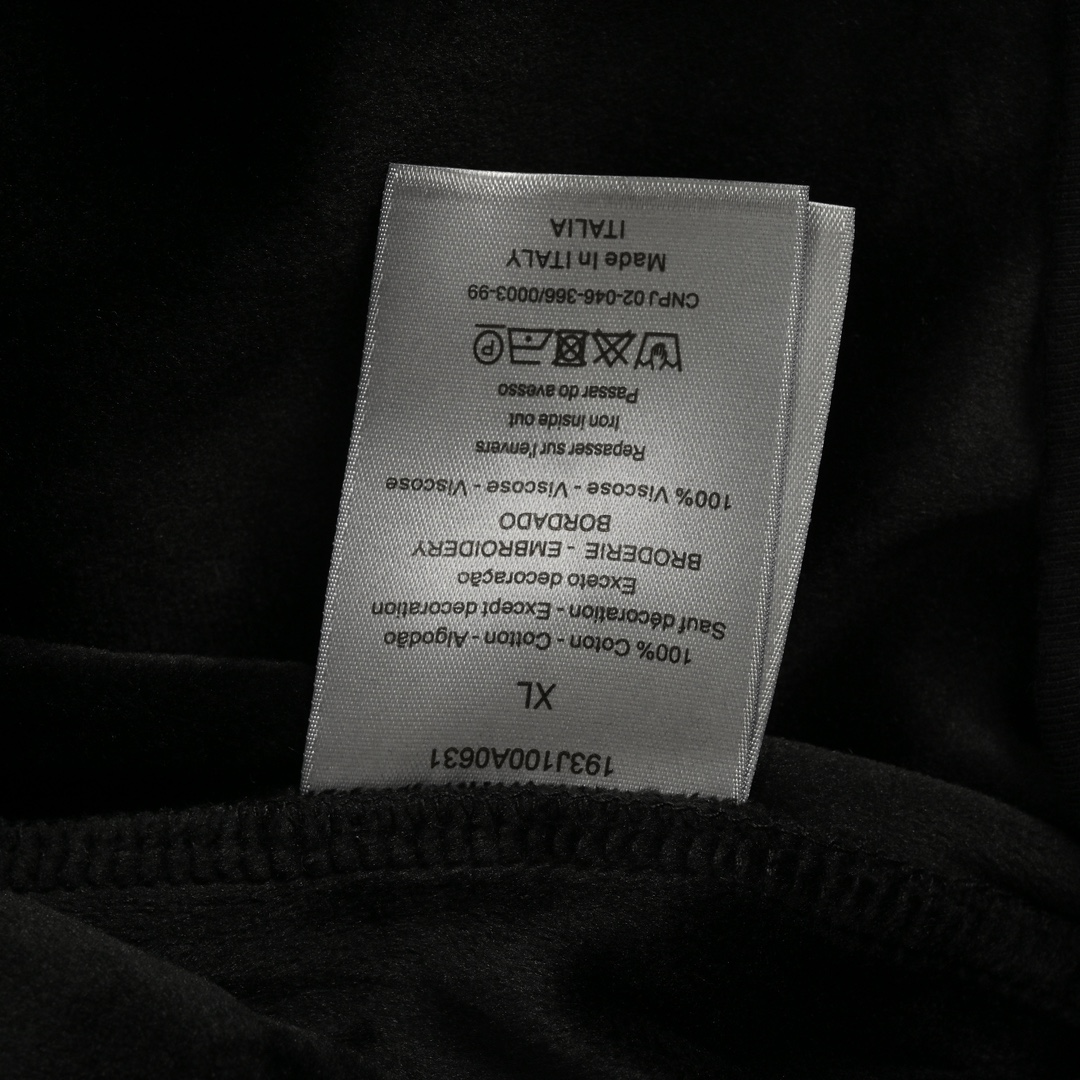 193J100A0631
XL
100% Coton - Cotton - Algodão
Sauf décoration - Except decoration
Exceto decoração
BRODERIE - EMBROIDERY
BORDADO
100% Viscose - Viscose - Viscose
Repasser sur l'envers
Iron inside out
Passar do avesso
P
CNPJ 02-046-366/0003-99
Made In ITALY
ITALIA